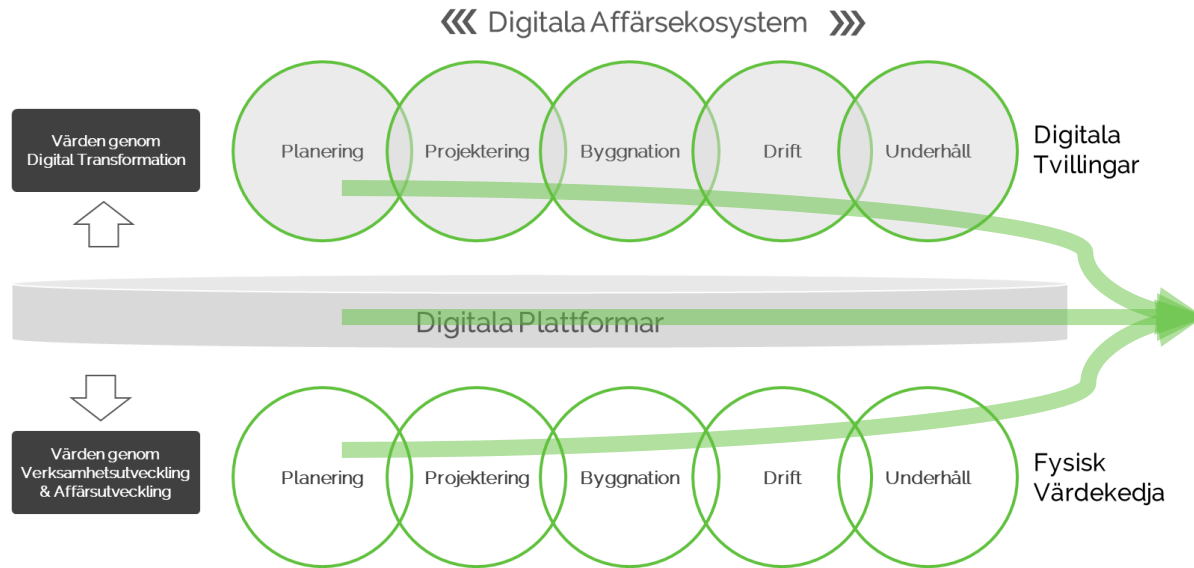 Digitala Affärsekosystem
Värden genom
Digital Transformation
Planering
Projektering
Byggnation
Drift
Underhåll
Digitala
Tvillingar
Digitala Plattformar
Värden genom
Verksamhetsutveckling
& Affärsutveckling
Planering
Projektering
Byggnation
Drift
Underhåll
Fysisk
Värdekedja